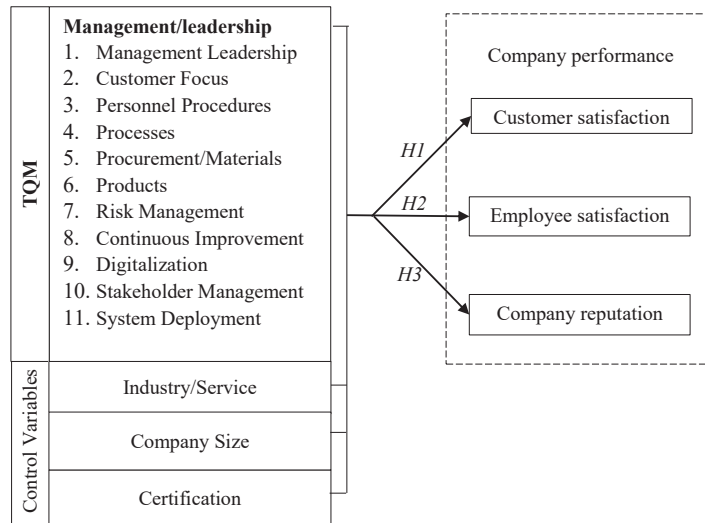 TQM
Management/leadership
1. Management Leadership
2. Customer Focus
3. Personnel Procedures
4. Processes
5. Procurement/Materials
6. Products
7. Risk Management
8. Continuous Improvement
9. Digitalization
10. Stakeholder Management
11. System Deployment
Control Variables
Industry/Service
Company Size
Certification
H1
H2
H3
Company performance
Customer satisfaction
Employee satisfaction
Company reputation